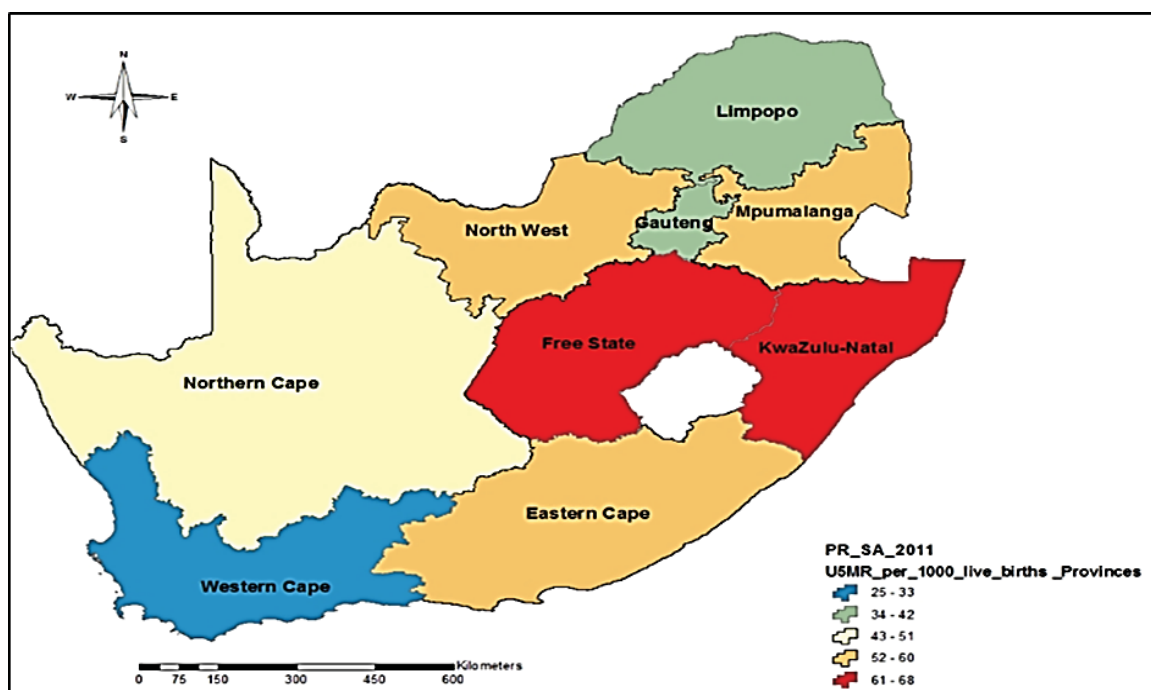 N
W E
S
Limpopo
North West
Gauteng
Mpumalanga
Free State
KwaZulu-Natal
Northern Cape
Eastern Cape
Western Cape
PR_SA_2011
U5MR_per_1000_live_births _Provinces
25 - 33
34 - 42
43 - 51
52 - 60
61 - 68
Kilometers
0 75 150 300 450 600